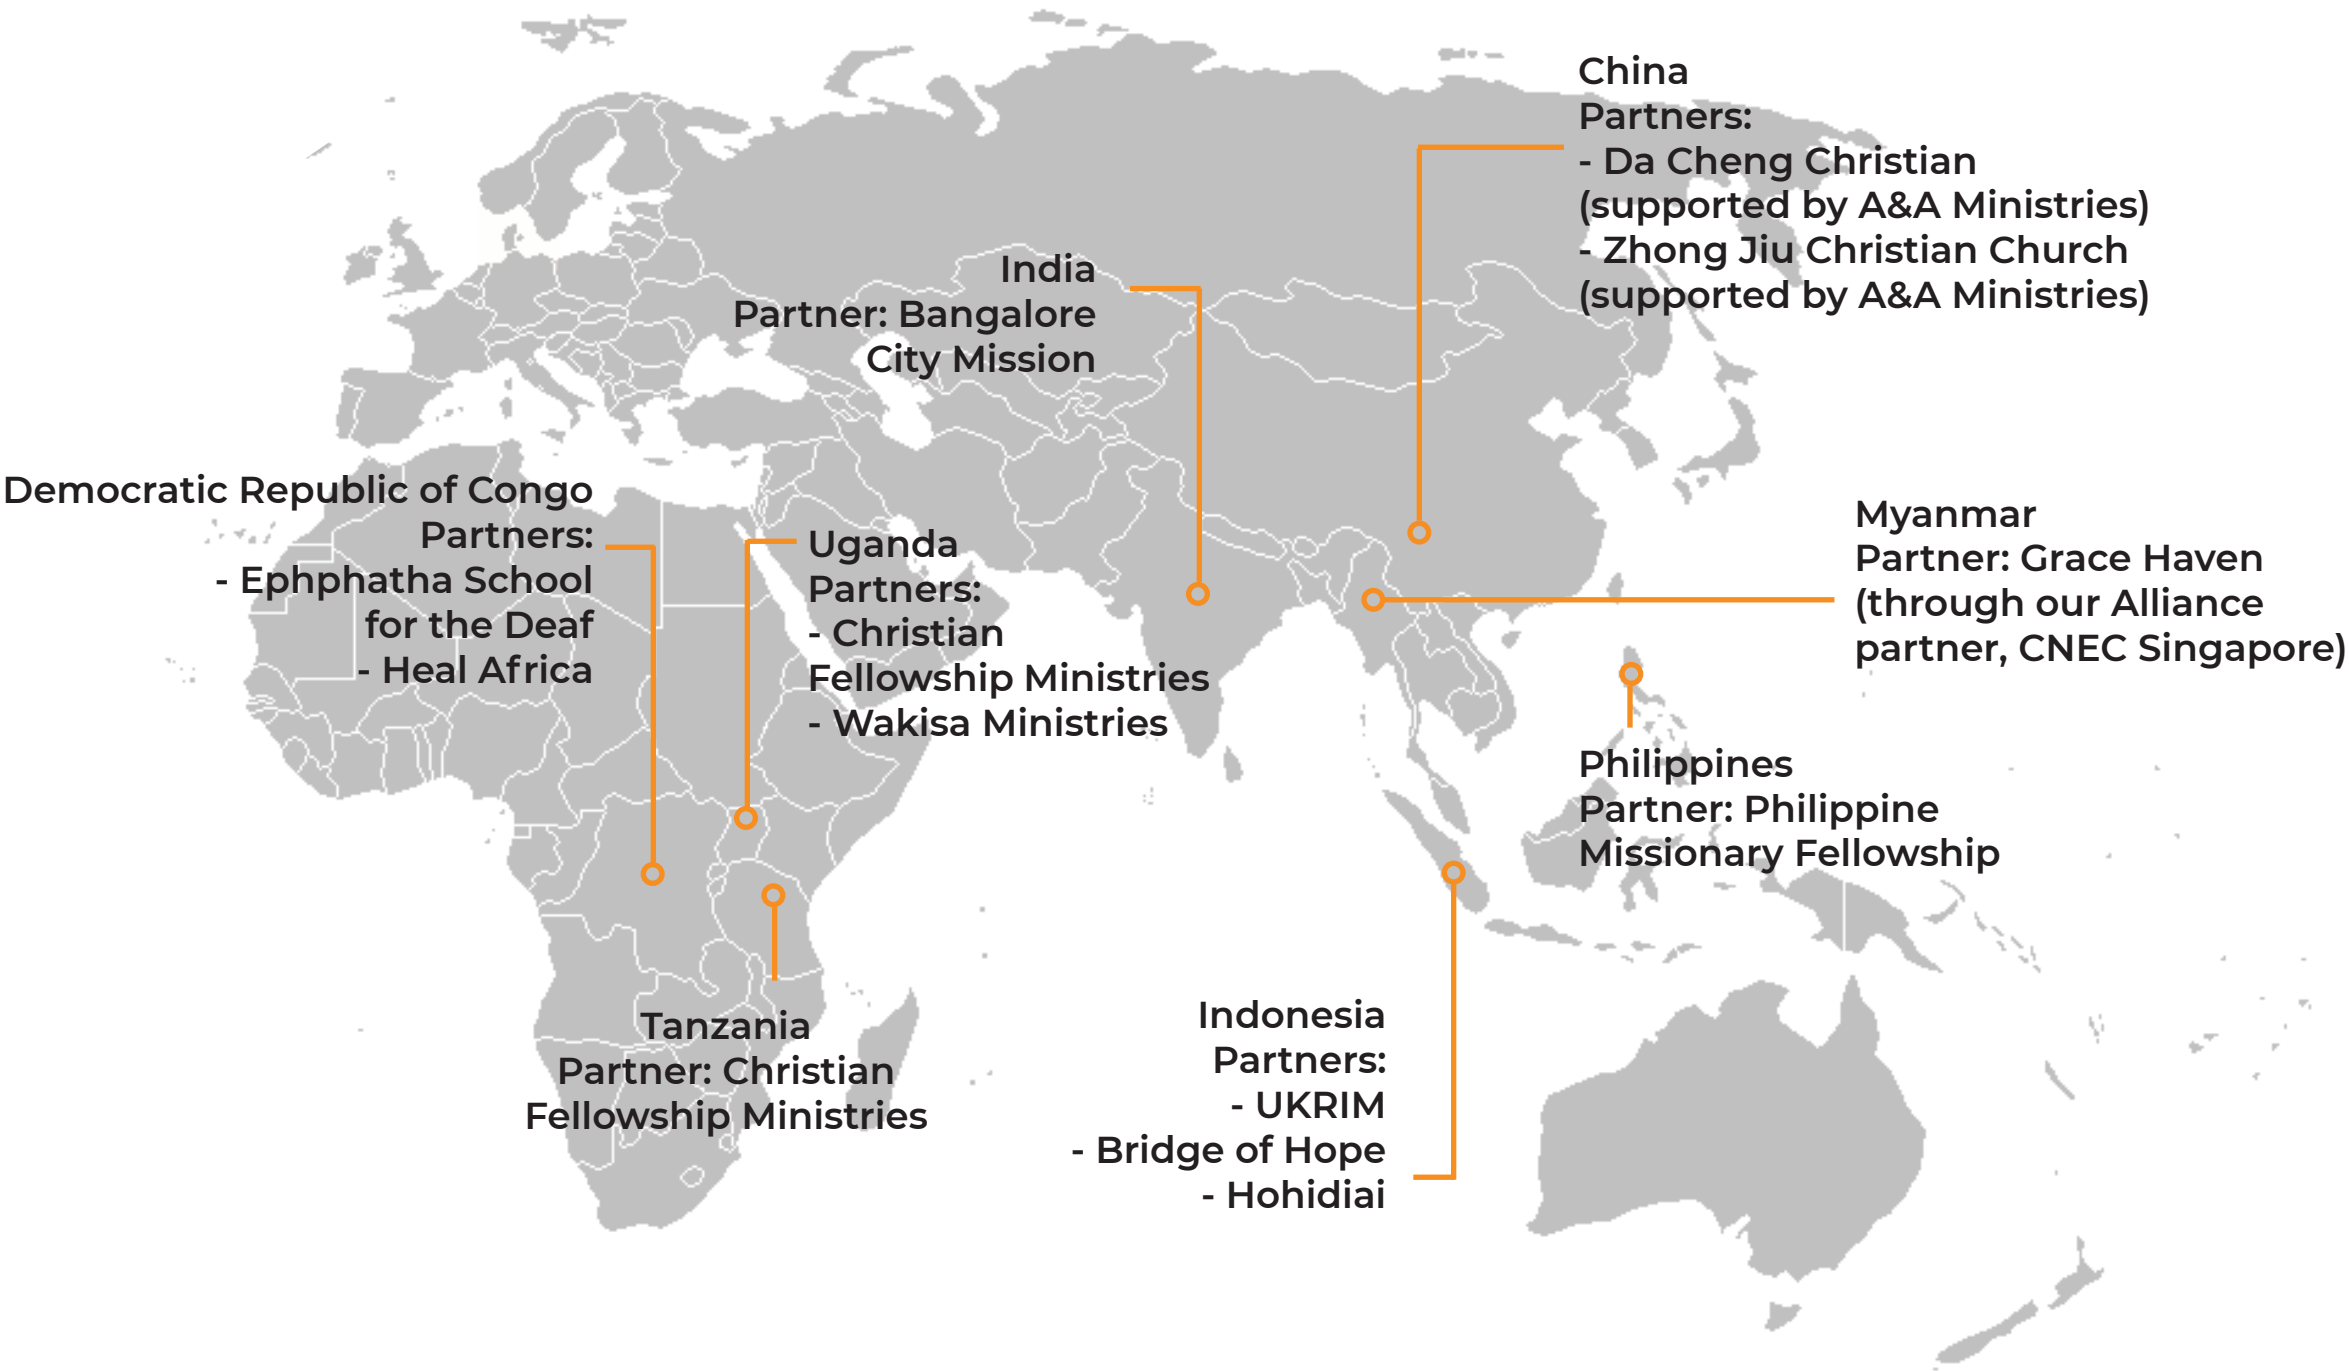 China
Partners:
- Da Cheng Christian
(supported by A&A Ministries)
- Zhong Jiu Christian Church
(supported by A&A Ministries)
India
Partner: Bangalore
City Mission
Democratic Republic of Congo
Partners:
- Ephphatha School
for the Deaf
- Heal Africa
Uganda
Partners:
- Christian
Fellowship Ministries
- Wakisa Ministries
Myanmar
Partner: Grace Haven
(through our Alliance
partner, CNEC Singapore)
Philippines
Partner: Philippine
Missionary Fellowship
Tanzania
Partner: Christian
Fellowship Ministries
Indonesia
Partners:
- UKRIM
- Bridge of Hope
- Hohidiai